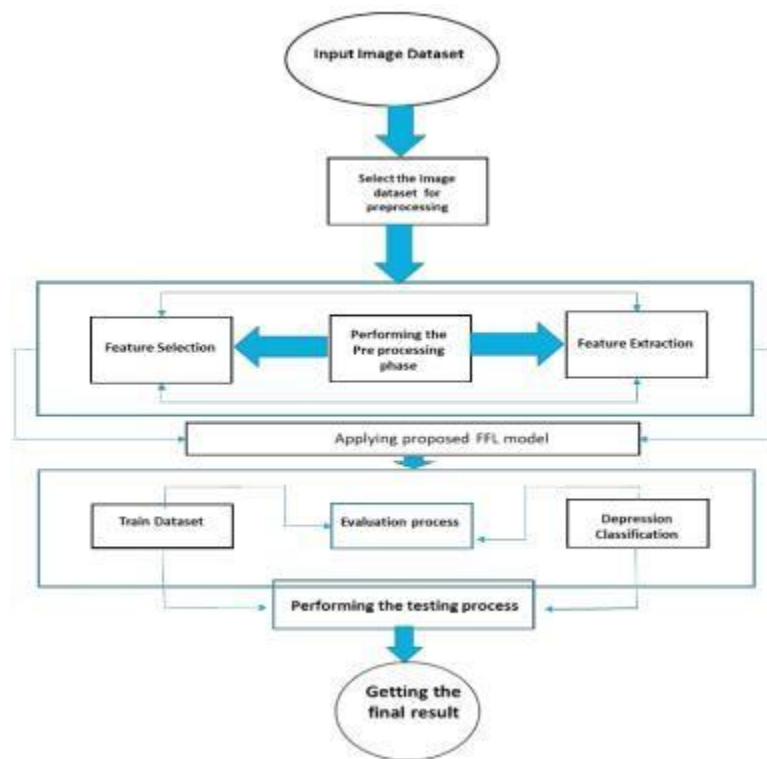 Input Image Dataset
Select the Image
dataset for
preprocessing
Feature Selection
Performing the
Pre processing
phase
Feature Extraction
Applying proposed FFL model
Train Dataset
Evaluation process
Depression
Classification
Performing the testing process
Getting the
final result